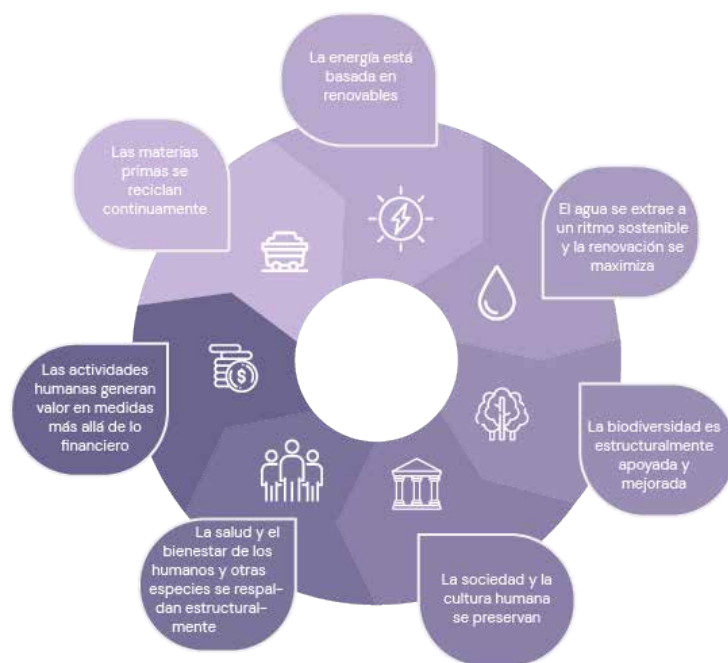 La energía está
basada en
renovables
El agua se extrae a
un ritmo sostenible
y la renovación se
maximiza
La biodiversidad es
estructuralmente
apoyada y
mejorada
La sociedad y la
cultura humana
se preservan
La salud y el
bienestar de los
humanos y otras
especies se respal-
dan estructural-
mente
Las actividades
humanas generan
valor en medidas
más allá de lo
financiero
Las materias
primas se
reciclan
continuamente
$